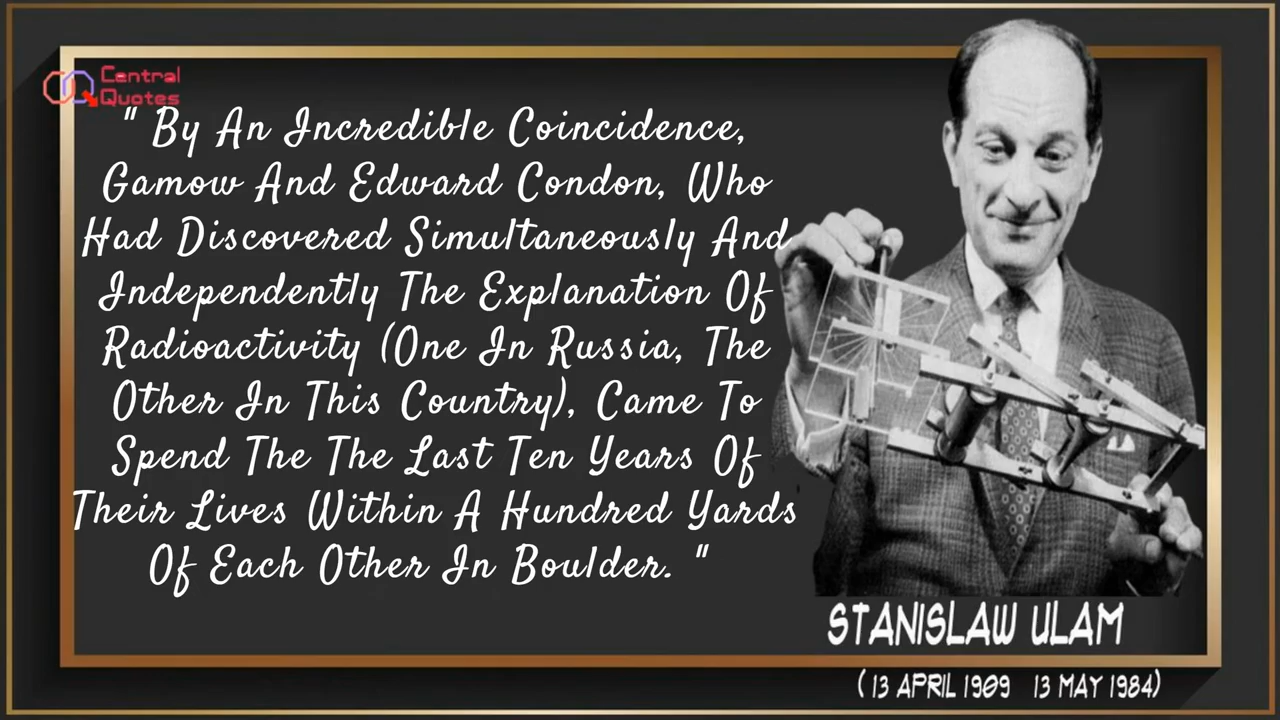 Central
Quotes
" By An Incredible Coincidence,
Gamow And Edward Condon, Who
Had Discovered Simultaneously And
Independently The Explanation Of
Radioactivity (One In Russia, The
Other In This Country), Came To
Spend The The Last Ten Years Of
Their Lives Within A Hundred Yards
Of Each Other In Boulder. "
STANISLAW ULAM
( 13 APRIL 1909 13 MAY 1984)